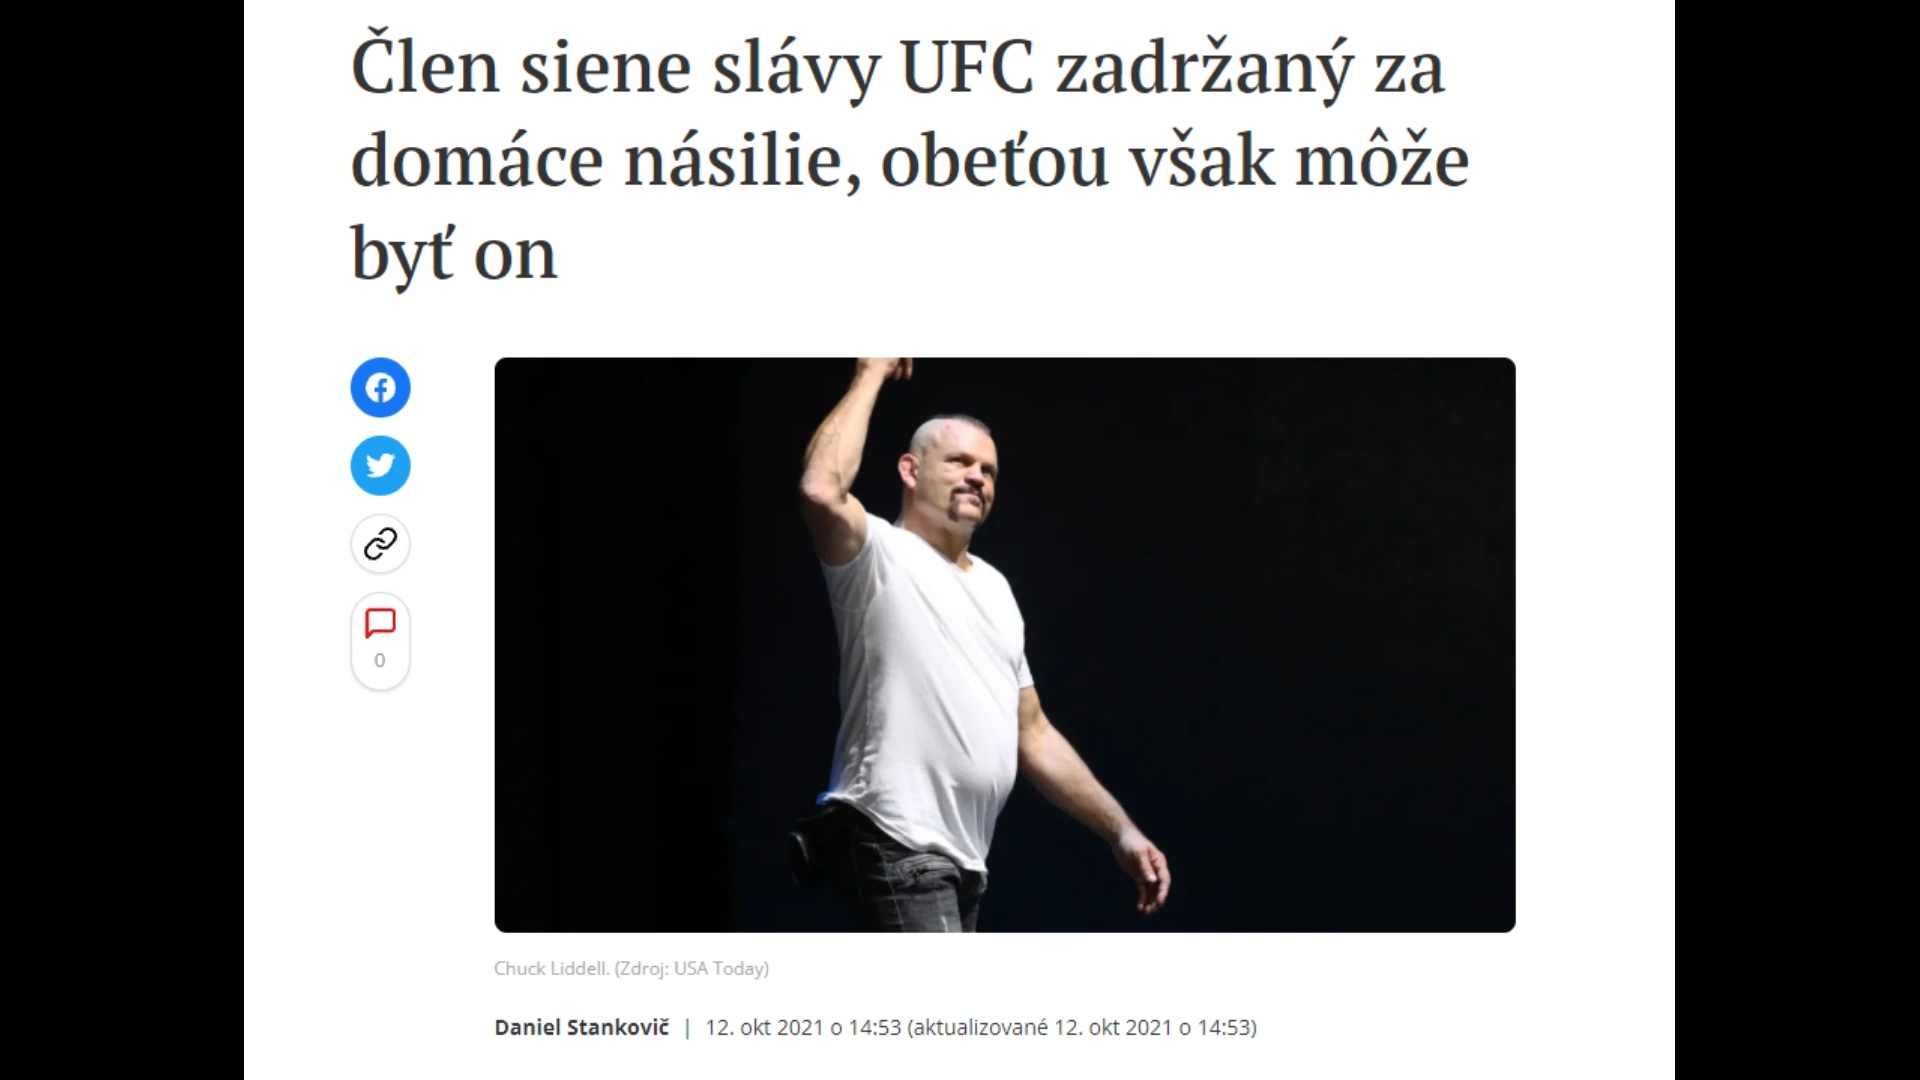 Člen siene slávy UFC zadržaný za
domáce násilie, obeťou však môže
byť on
0
Chuck Liddell. (Zdroj: USA Today)
Daniel Stankovič | 12. okt 2021 o 14:53 (aktualizované 12. okt 2021 o 14:53)